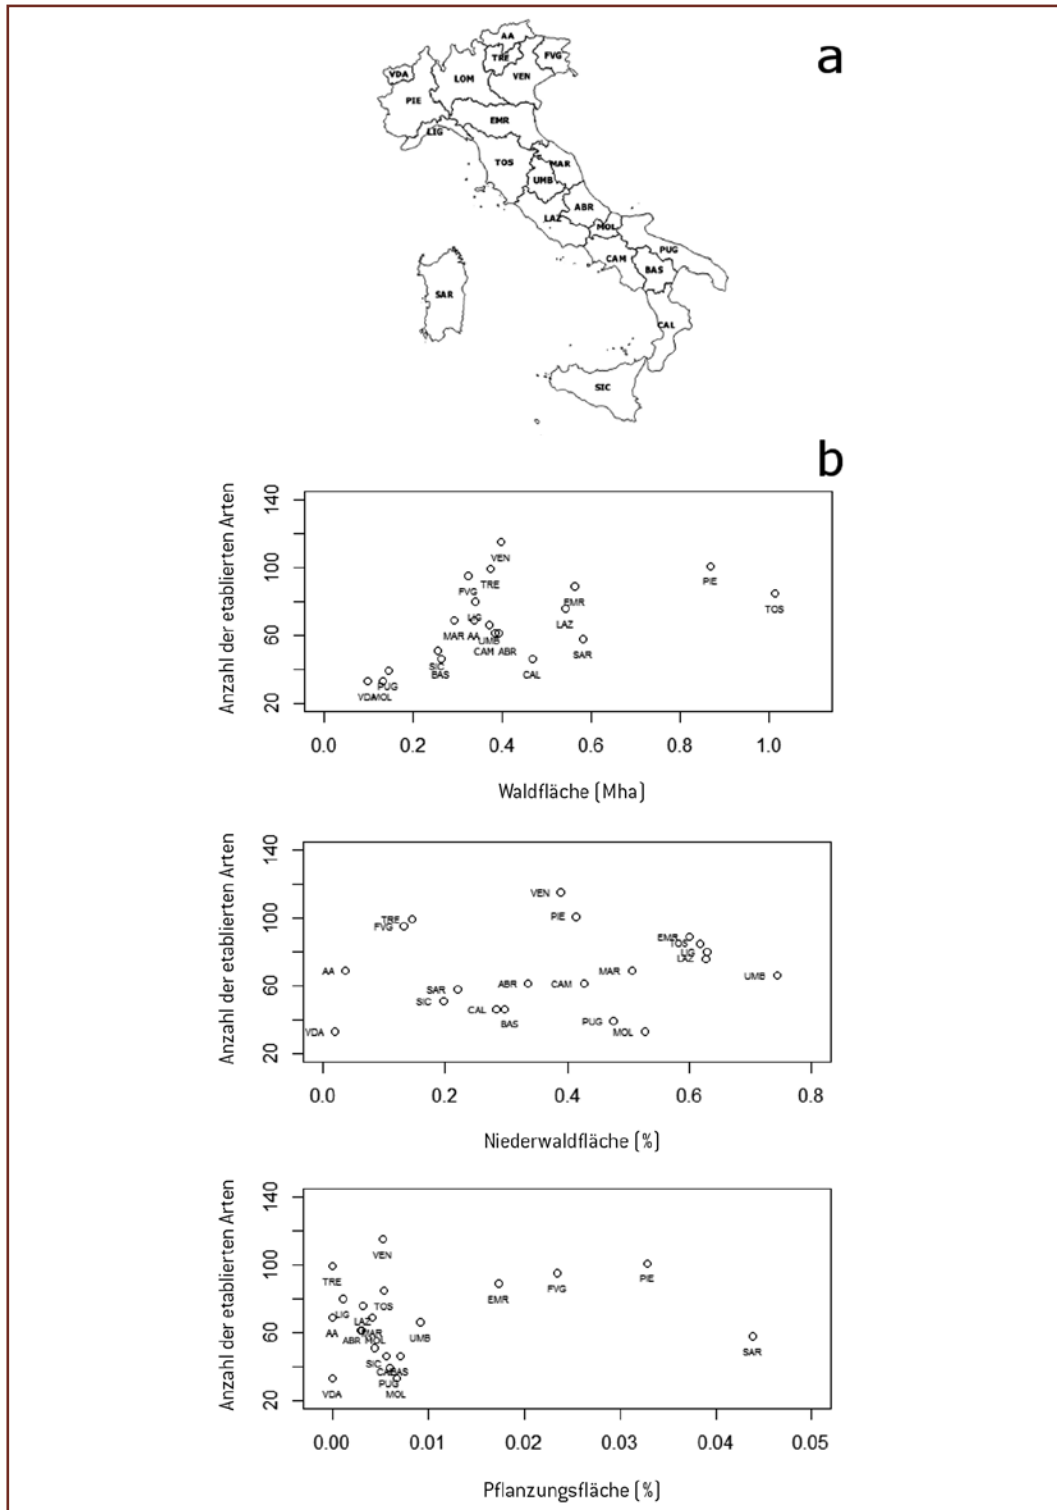 a
AA
TRE
FVG
VDA
LOM
VEN
PIE
EMR
LIG
TOS
MAR
UMB
ABR
LAZ
MOL
CAM
PUG
BAS
SAR
CAL
SIC
b
Anzahl der etablierten Arten
140
100
60
20
VEN
TRE
FVG
PIE
EMR
TOS
LIG
LAZ
MAR AA
UMB
CAM ABR
SAR
SIC
BAS
CAL
PUG
VDA
MOL
0.0 0.2 0.4 0.6 0.8 1.0
Waldfläche (Mha)
Anzahl der etablierten Arten
140
100
60
20
VEN
TRE
PIE
FVG
EMR
TOS
LIG
LAZ
AA
MAR
UMB
SAR
ABR
CAM
SIC
CAL
BAS
PUG
VDA
MOL
0.0 0.2 0.4 0.6 0.8
Niederwaldfläche (%)
Anzahl der etablierten Arten
140
100
60
20
VEN
TRE
PIE
FVG
EMR
TOS
LIG
LAZ
AA
MAR
UMB
ABR
MOL
SAR
SIC
BAS
PUG
VDA
MOL
0.00 0.01 0.02 0.03 0.04 0.05
Pflanzungsfläche (%)